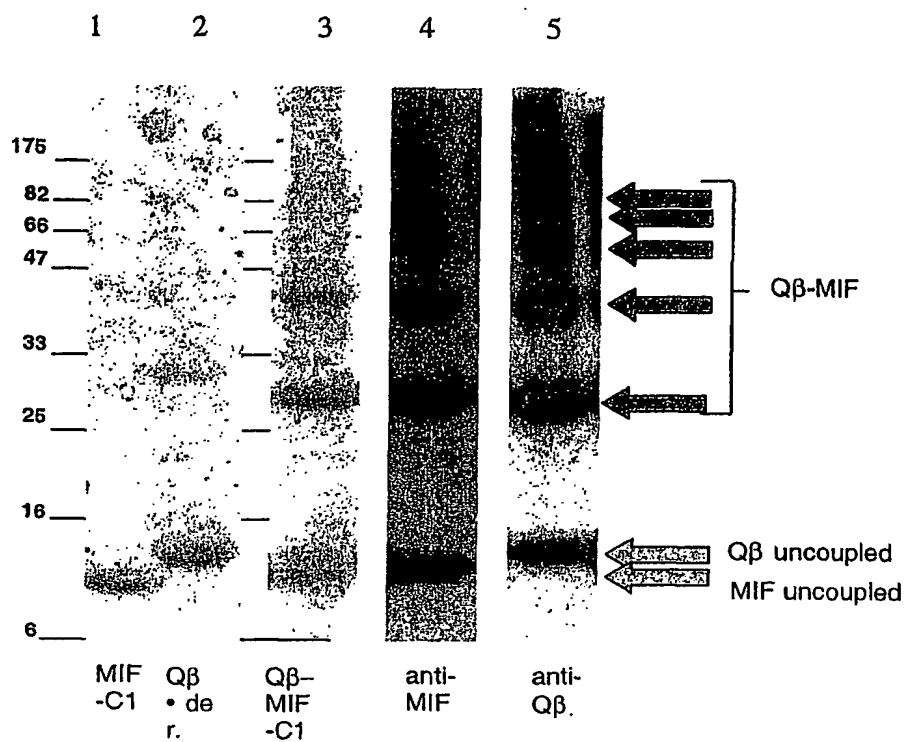 1 2 3 4 5
175
82
66
47
33
25
16
6
Qβ-MIF
Qβ uncoupled
MIF uncoupled
MIF Qβ Qβ– anti- anti-
-C1 • de MIF MIF Qβ.
r. -C1